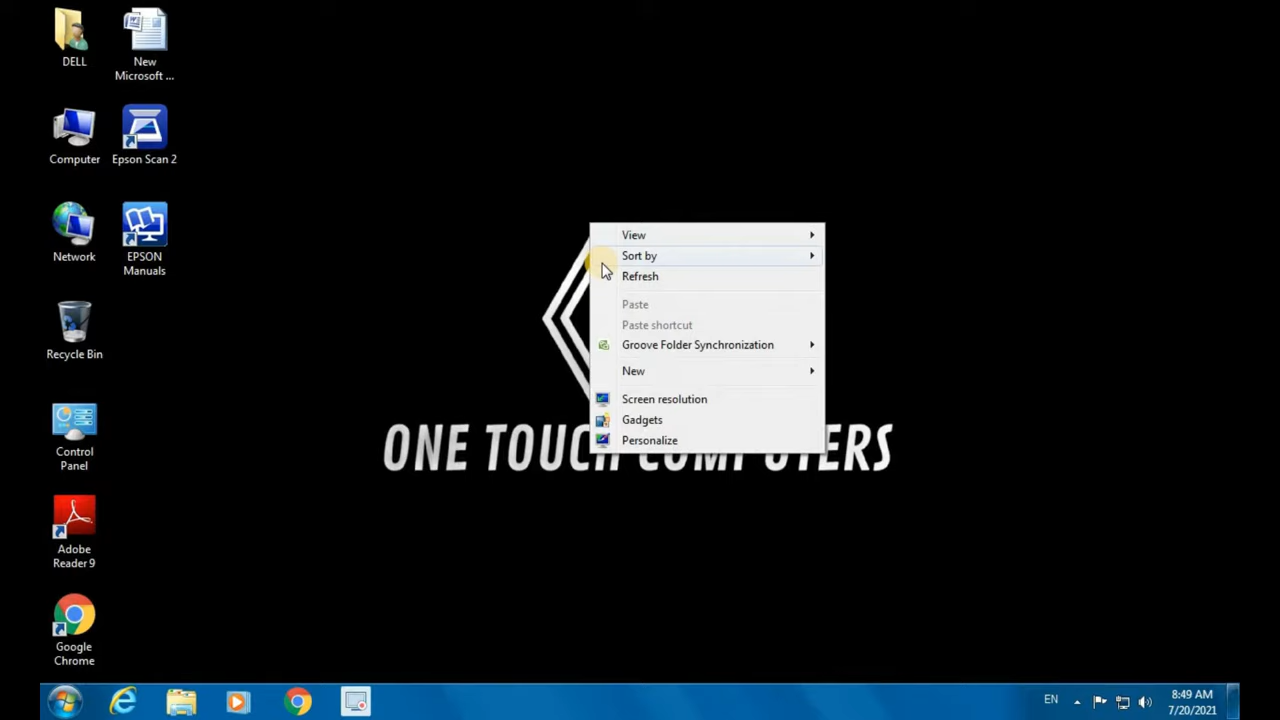 DELL
New
Microsoft ...
Computer
Epson Scan 2
Network
EPSON
Manuals
Recycle Bin
Control
Panel
Adobe
Reader 9
Google
Chrome
View
Sort by
Refresh
Paste
Paste shortcut
Groove Folder Synchronization
New
Screen resolution
Gadgets
Personalize
ONE TOUCH COMPUTERS
EN
8:49 AM
7/20/2021